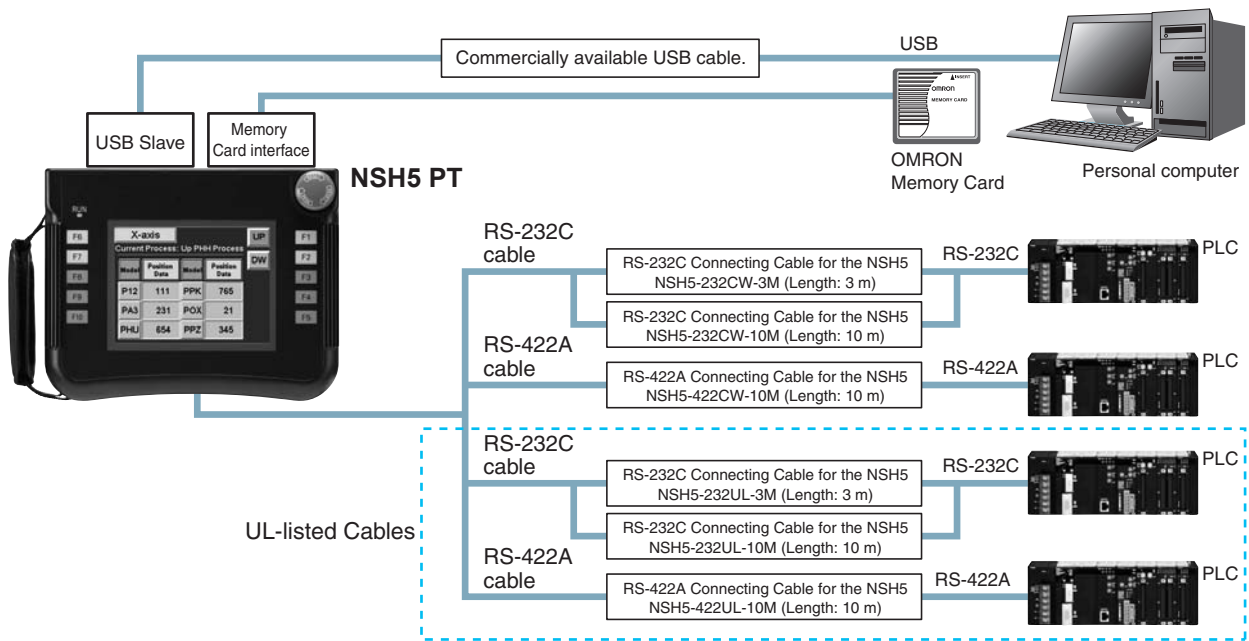 Commercially available USB cable.
USB
INSERT
OMRON
MEMORY CARD
OMRON
Memory Card
Personal computer
USB Slave
Memory
Card interface
NSH5 PT
RUN
F6
F7
F8
F9
F10
X-axis
UP
Current Process: Up PHH Process
DW
Model
Position
Data
Model
Position
Data
P12
111
PPK
765
PA3
231
POX
21
PHU
654
PPZ
345
F1
F2
F3
F4
F5
RS-232C
cable
RS-232C Connecting Cable for the NSH5
NSH5-232CW-3M (Length: 3 m)
RS-232C
PLC
RS-232C Connecting Cable for the NSH5
NSH5-232CW-10M (Length: 10 m)
RS-422A
cable
RS-422A Connecting Cable for the NSH5
NSH5-422CW-10M (Length: 10 m)
RS-422A
PLC
UL-listed Cables
RS-232C
cable
RS-232C Connecting Cable for the NSH5
NSH5-232UL-3M (Length: 3 m)
RS-232C
PLC
RS-232C Connecting Cable for the NSH5
NSH5-232UL-10M (Length: 10 m)
RS-422A
cable
RS-422A Connecting Cable for the NSH5
NSH5-422UL-10M (Length: 10 m)
RS-422A
PLC